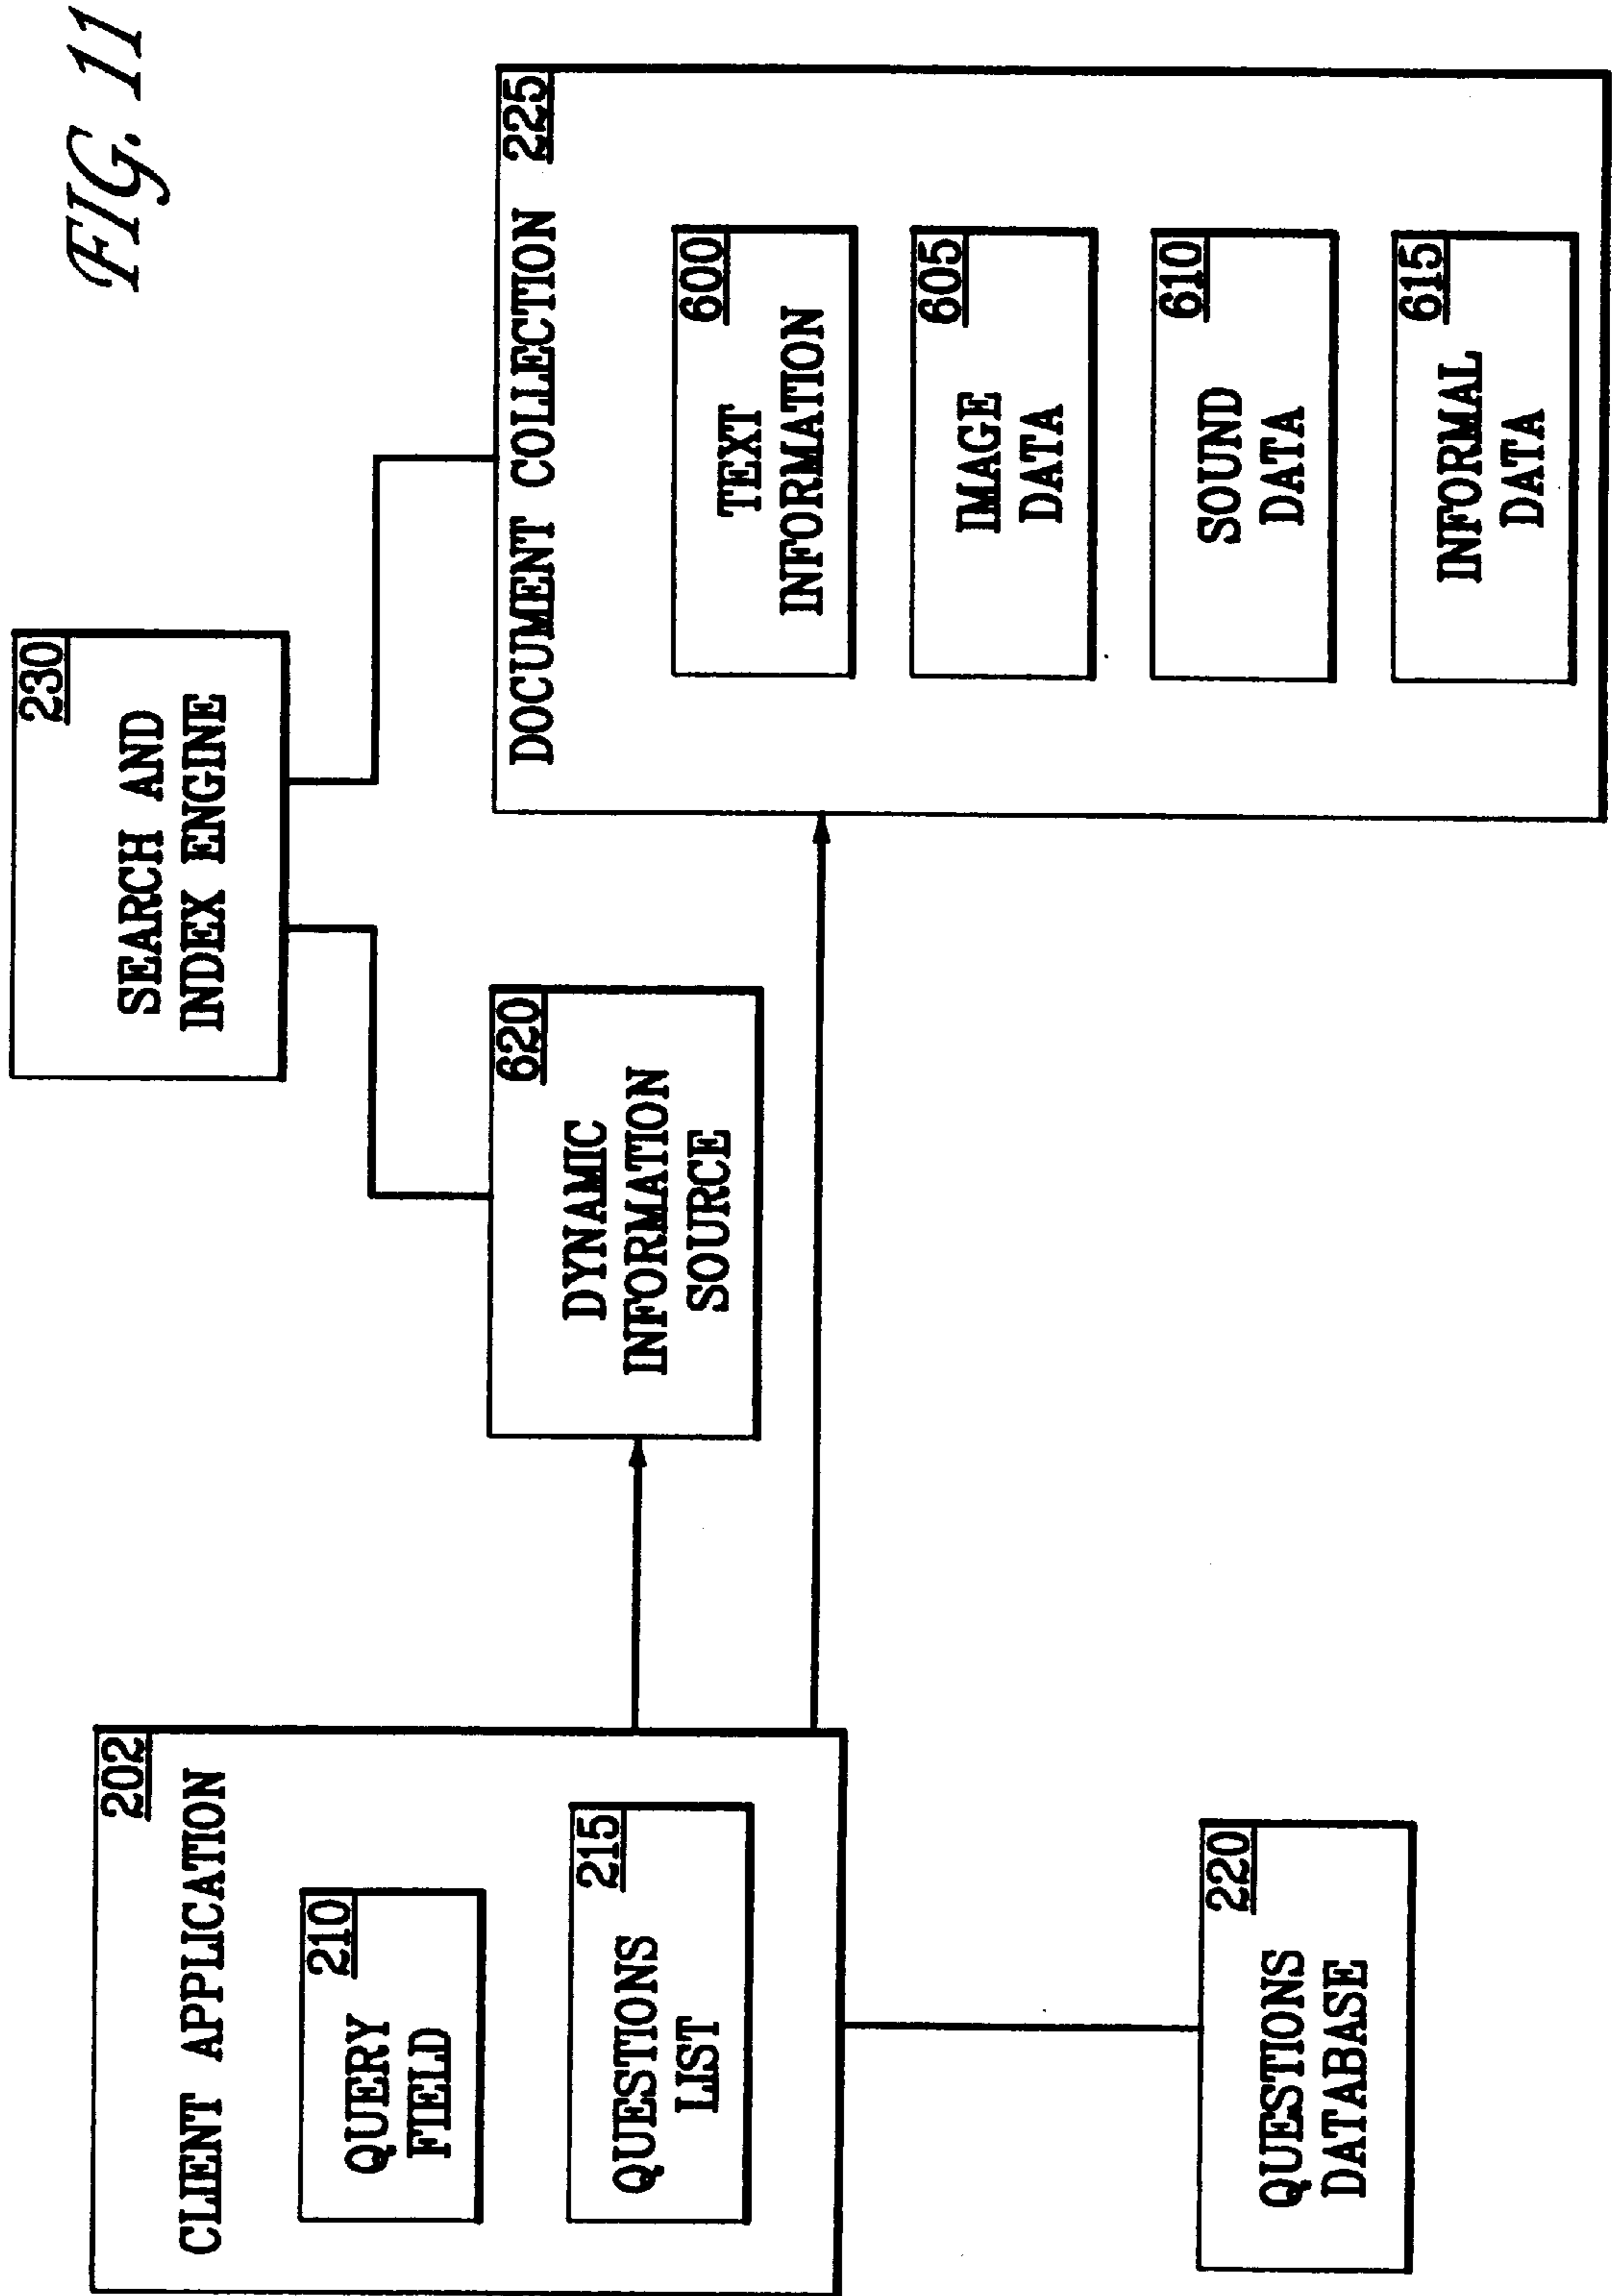 FIG. 11
230
SEARCH AND
INDEX ENGINE
202
CLIENT APPLICATION
210
QUERY
FIELD
215
QUESTIONS
LIST
620
DYNAMIC
INFORMATION
SOURCE
DOCUMENT COLLECTION 225
600
TEXT
INFORMATION
605
IMAGE
DATA
610
SOUND
DATA
615
INFORMAL
DATA
220
QUESTIONS
DATABASE